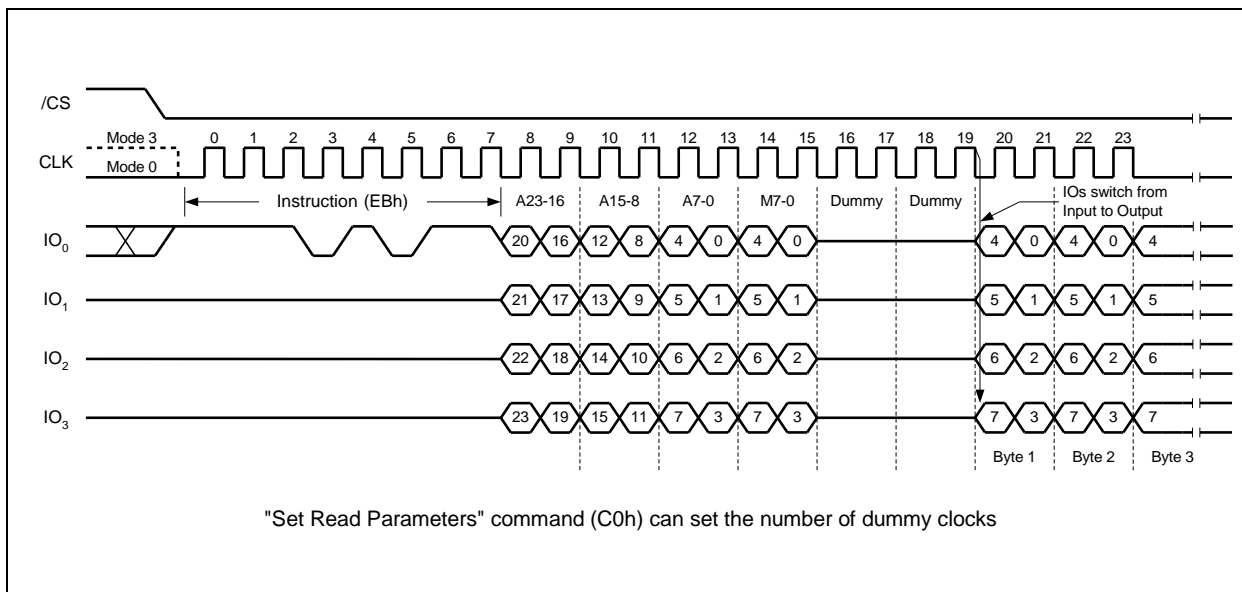 /CS
Mode 3
0 1 2 3 4 5 6 7 8 9 10 11 12 13 14 15 16 17 18 19 20 21 22 23
CLK
Mode 0
Instruction (EBh)
A23-16 A15-8 A7-0 M7-0 Dummy Dummy
IOs switch from
Input to Output
IO0 20 16 12 8 4 0 4 0 4 0 4 0 4
IO1 21 17 13 9 5 1 5 1 5 1 5 1 5
IO2 22 18 14 10 6 2 6 2 6 2 6 2 6
IO3 23 19 15 11 7 3 7 3 7 3 7 3 7
Byte 1 Byte 2 Byte 3
"Set Read Parameters" command (C0h) can set the number of dummy clocks